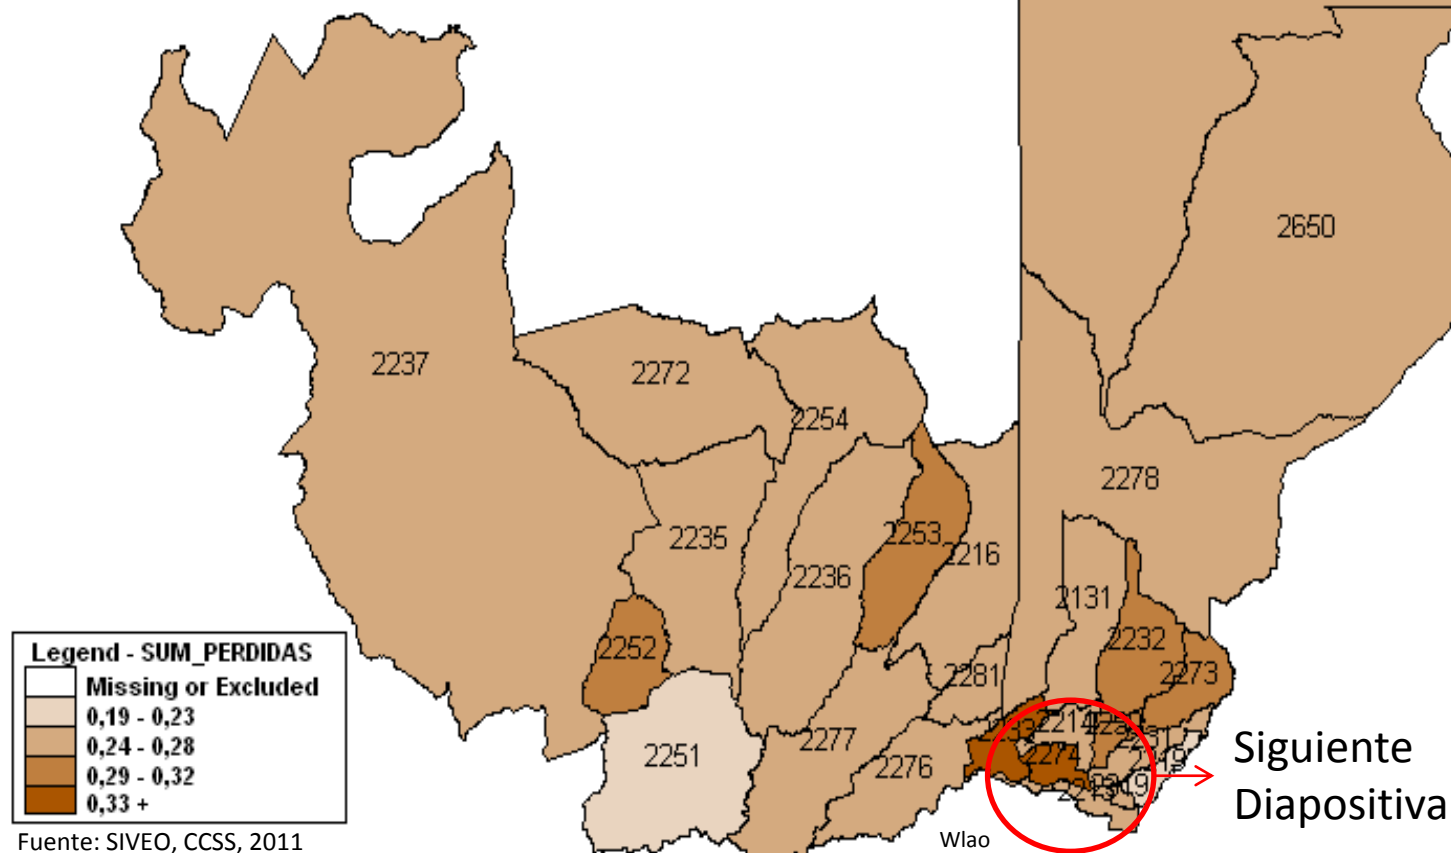 2650
2237
2272
2254
2278
2235
2253
2216
2236
2131
2252
2232
2273
2281
2277
2251
2276
2214
2274
Legend - SUM_PERDIDAS
Missing or Excluded
0,19 - 0,23
0,24 - 0,28
0,29 - 0,32
0,33 +
Siguiente
Diapositiva
Wlao
Fuente: SIVEO, CCSS, 2011